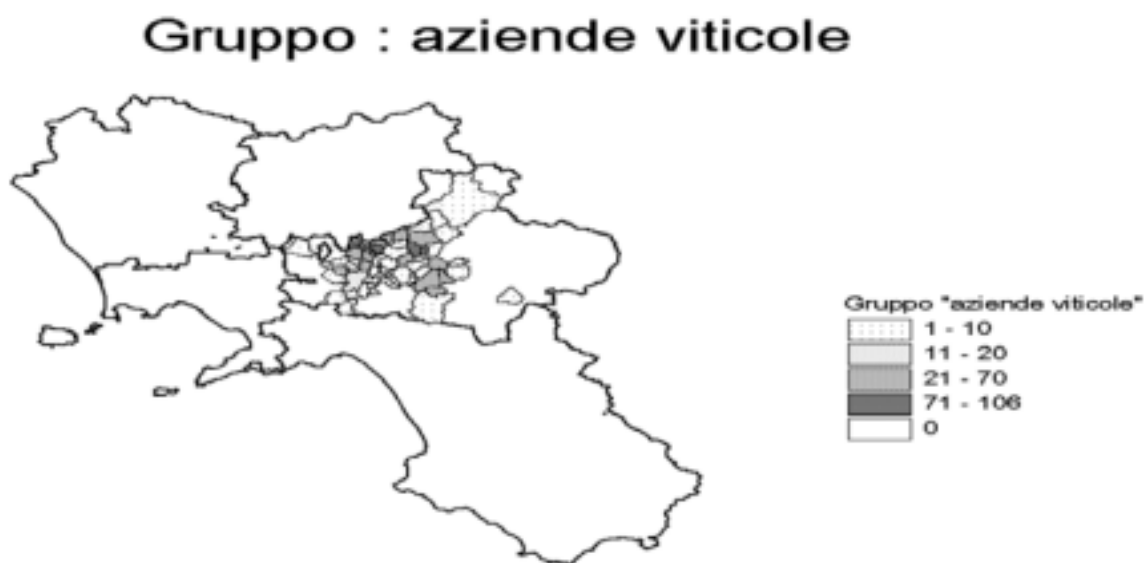 Gruppo : aziende viticole
Gruppo "aziende viticole"
1 - 10
11 - 20
21 - 70
71 - 106
0